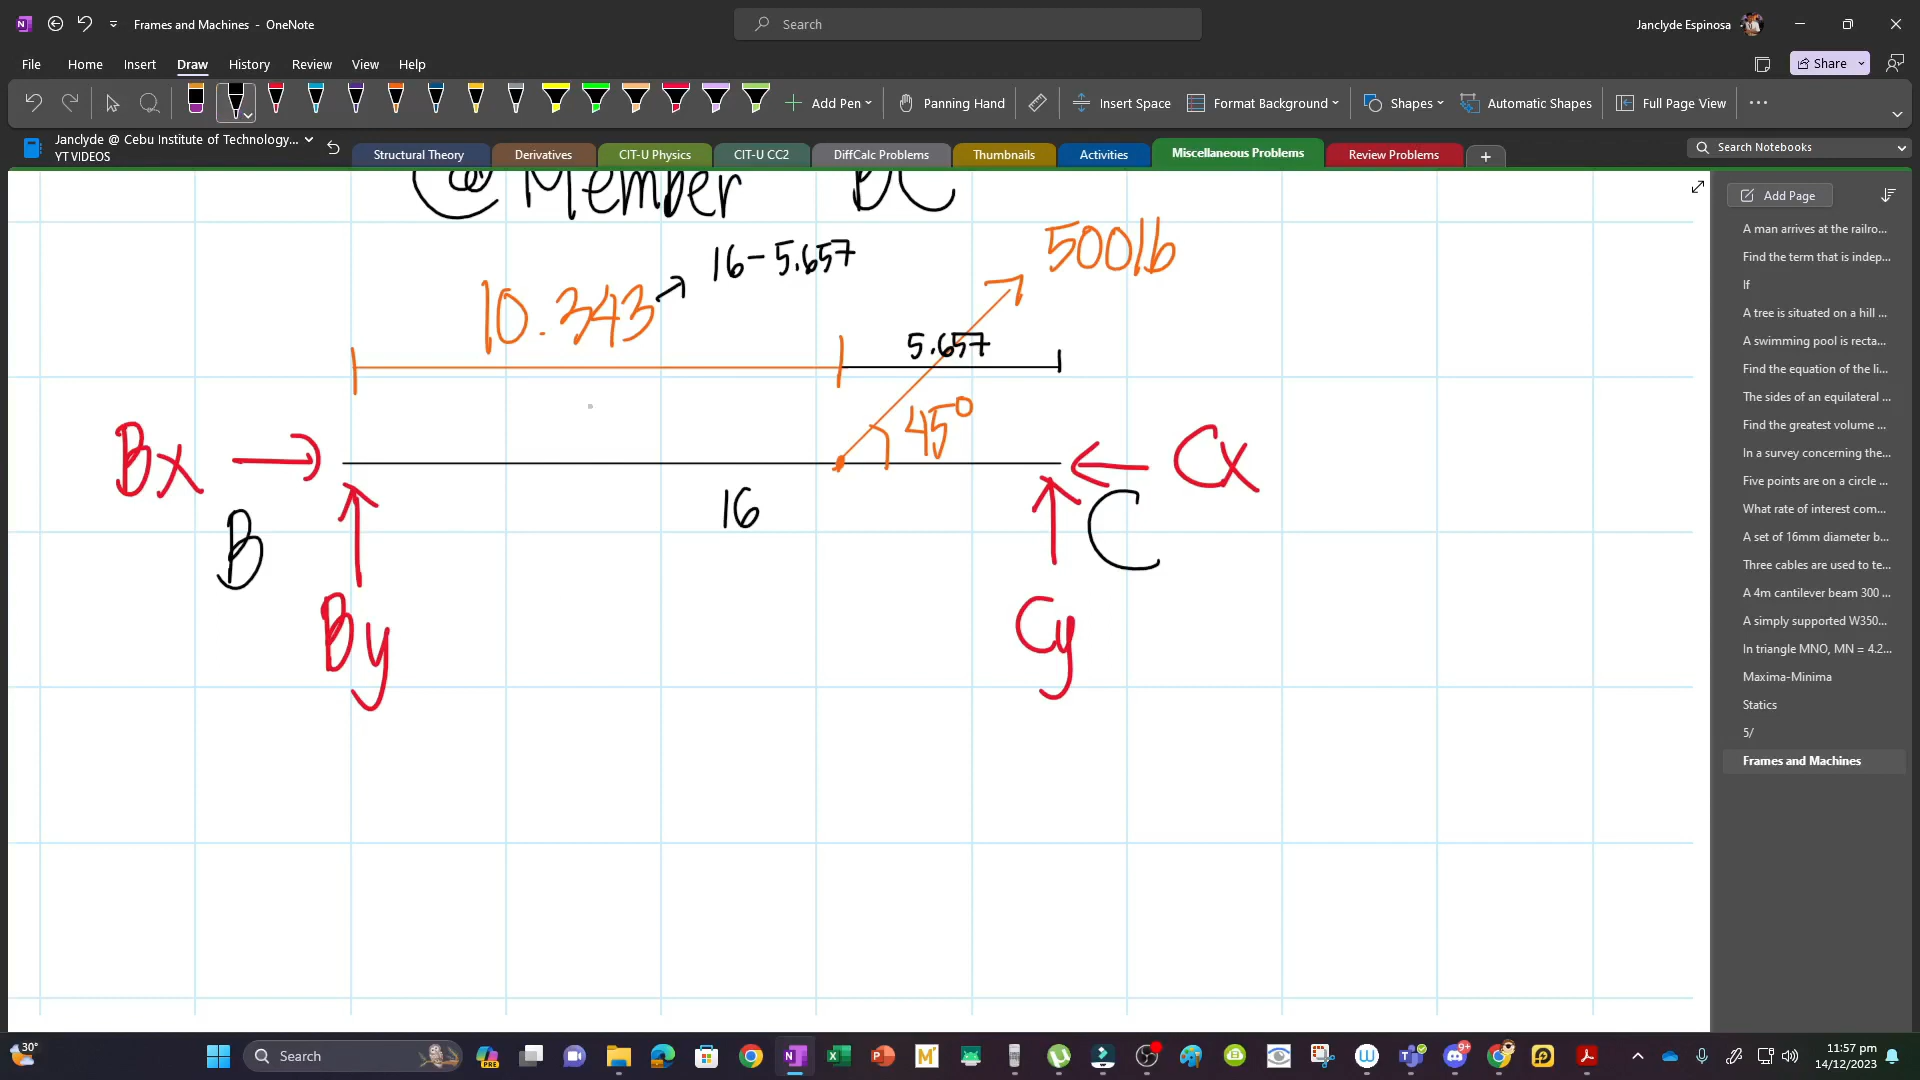 Frames and Machines - OneNote
Search
Janclyde Espinosa
File Home Insert Draw History Review View Help
Share
Add Pen
Panning Hand
Insert Space
Format Background
Shapes
Automatic Shapes
Full Page View
Janclyde @ Cebu Institute of Technology...
YT VIDEOS
Structural Theory
Derivatives
CIT-U Physics
CIT-U CC2
DiffCalc Problems
Thumbnails
Activities
Miscellaneous Problems
Review Problems
Search Notebooks
@ Member BC
16 - 5.657
500lb
10.343
5.657
45°
Bx
Cx
16
B
C
By
Cy
Add Page
A man arrives at the railro...
Find the term that is indep...
If
A tree is situated on a hill ...
A swimming pool is recta...
Find the equation of the li...
The sides of an equilateral ...
Find the greatest volume ...
In a survey concerning the...
Five points are on a circle ...
What rate of interest com...
A set of 16mm diameter b...
Three cables are used to te...
A 4m cantilever beam 300 ...
A simply supported W350...
In triangle MNO, MN = 4.2...
Maxima-Minima
Statics
5/
Frames and Machines
30°
Search
PRE
9+
11:57 pm
14/12/2023